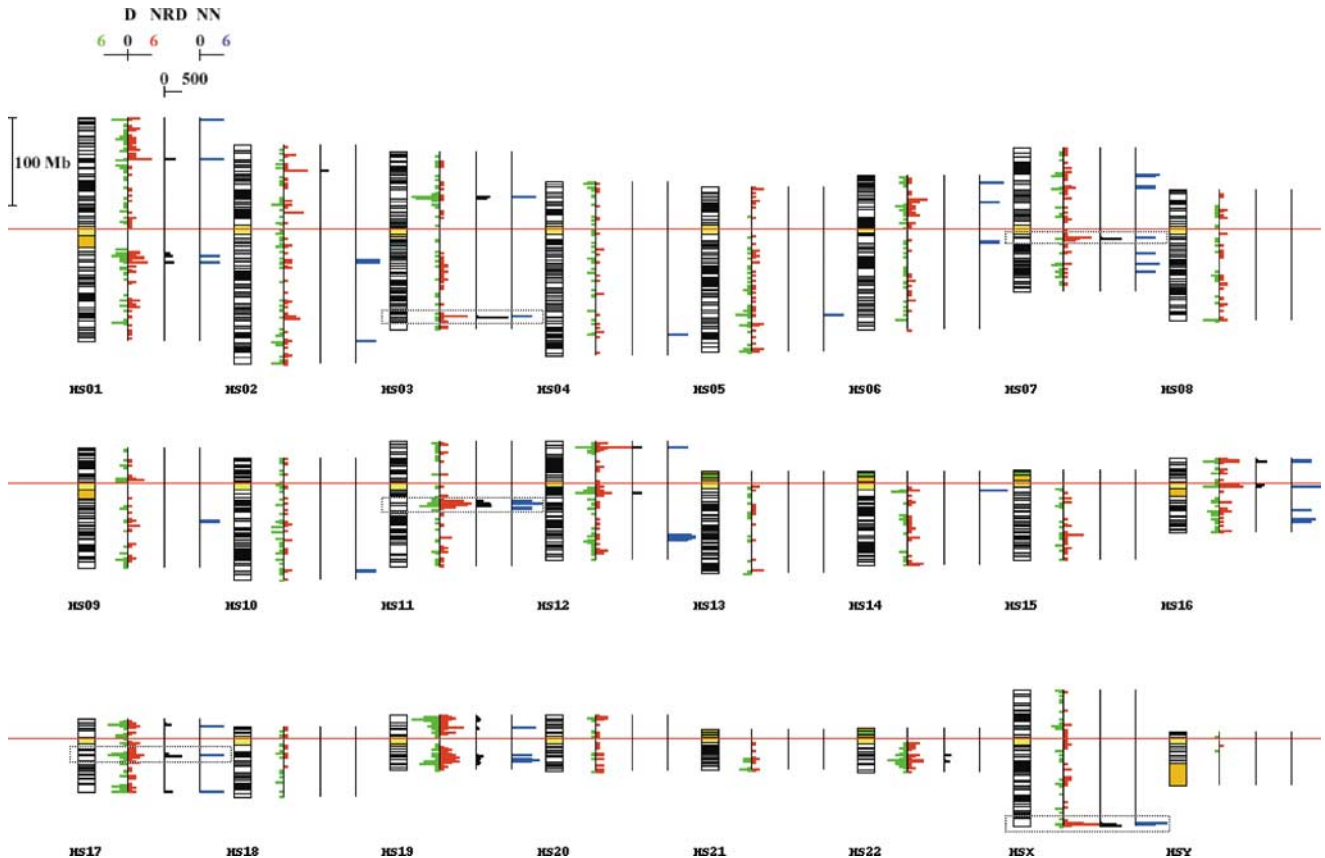 D NRD NN
6 0 6 0 6
0 500
100 Mb
HS01 HS02 HS03 HS04 HS05 HS06 HS07 HS08
HS09 HS10 HS11 HS12 HS13 HS14 HS15 HS16
HS17 HS18 HS19 HS20 HS21 HS22 HSX HSY